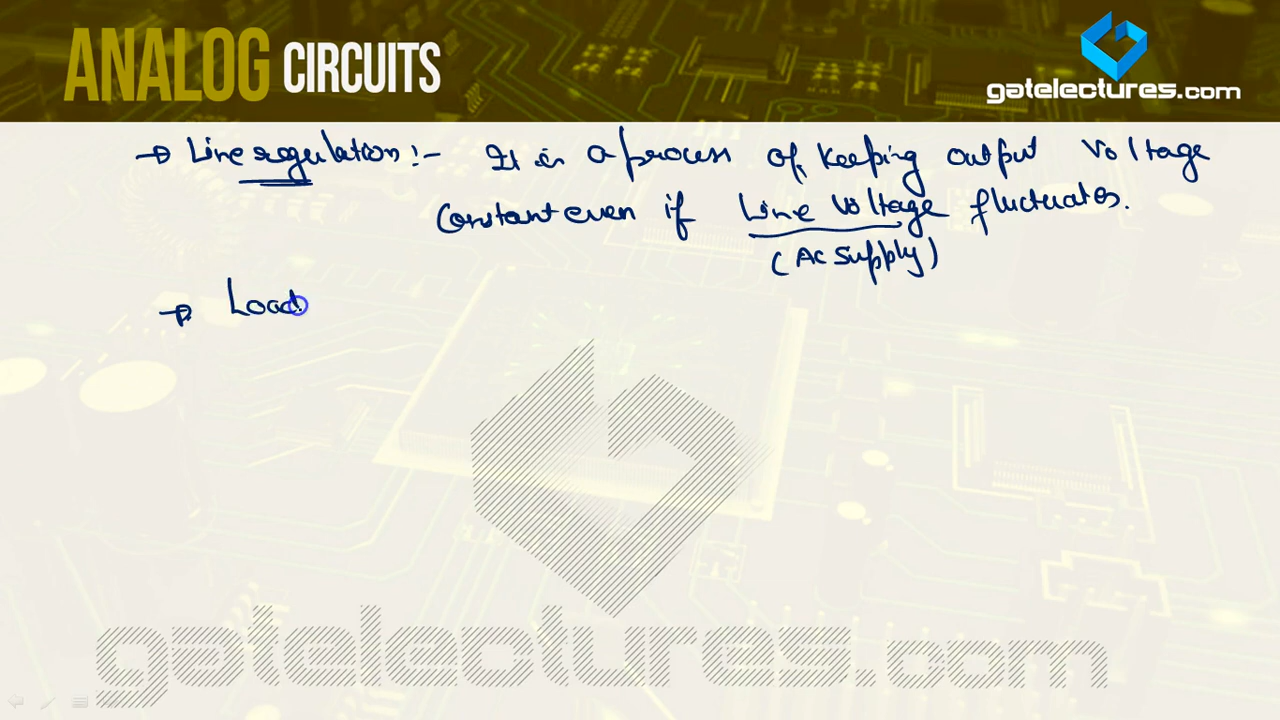 ANALOG CIRCUITS
gatelectures.com
→ Line regulation :- It is a process of keeping output voltage
Constant even if Line Voltage fluctuates.
(AC Supply)
→ Load
gatelectures.com